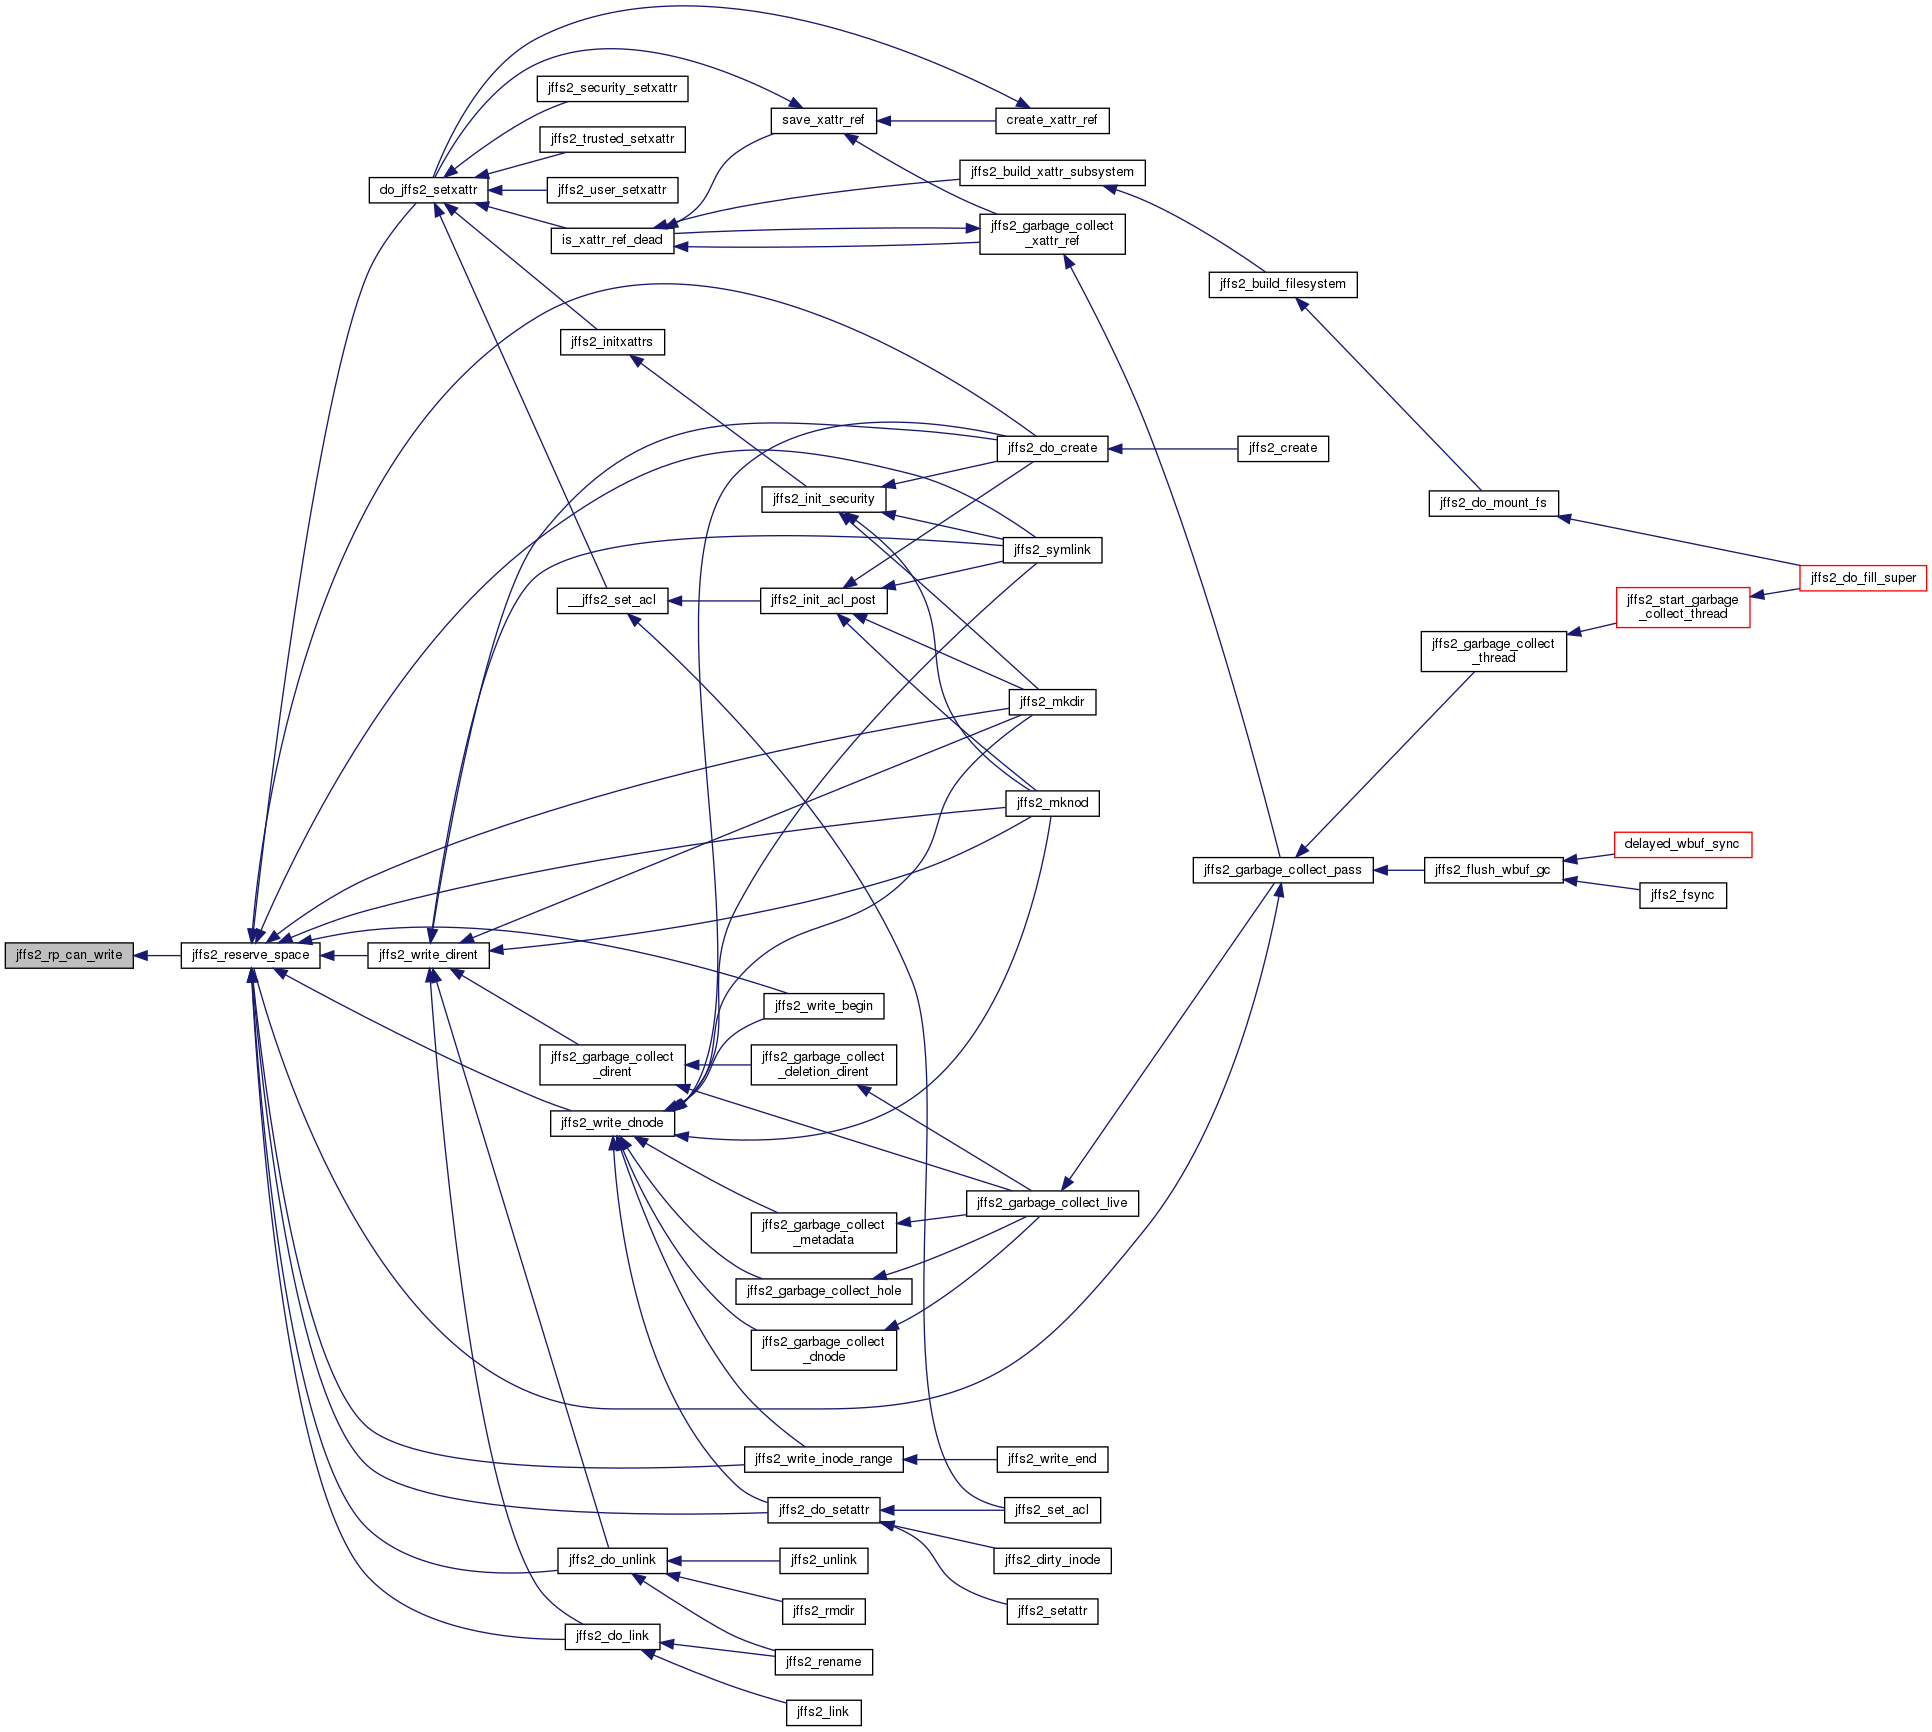 jffs2_security_setxattr
save_xattr_ref
create_xattr_ref
jffs2_trusted_setxattr
jffs2_build_xattr_subsystem
do_jffs2_setxattr
jffs2_user_setxattr
is_xattr_ref_dead
jffs2_garbage_collect
_xattr_ref
jffs2_build_filesystem
jffs2_initxattrs
jffs2_do_create
jffs2_create
jffs2_init_security
jffs2_do_mount_fs
jffs2_symlink
jffs2_do_fill_super
__jffs2_set_acl
jffs2_init_acl_post
jffs2_start_garbage
_collect_thread
jffs2_garbage_collect
_thread
jffs2_mkdir
jffs2_mknod
delayed_wbuf_sync
jffs2_garbage_collect_pass
jffs2_flush_wbuf_gc
jffs2_fsync
jffs2_rp_can_write
jffs2_reserve_space
jffs2_write_dirent
jffs2_write_begin
jffs2_garbage_collect
_dirent
jffs2_garbage_collect
_deletion_dirent
jffs2_write_dnode
jffs2_garbage_collect_live
jffs2_garbage_collect
_metadata
jffs2_garbage_collect_hole
jffs2_garbage_collect
_dnode
jffs2_write_inode_range
jffs2_write_end
jffs2_do_setattr
jffs2_set_acl
jffs2_do_unlink
jffs2_unlink
jffs2_dirty_inode
jffs2_rmdir
jffs2_setattr
jffs2_do_link
jffs2_rename
jffs2_link